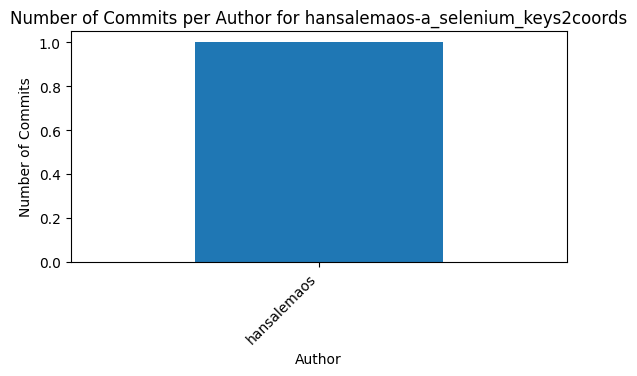 Number of Commits per Author for hansalemaos-a_selenium_keys2coords
1.0
0.8
0.6
0.4
0.2
0.0
Number of Commits
hansalemaos
Author